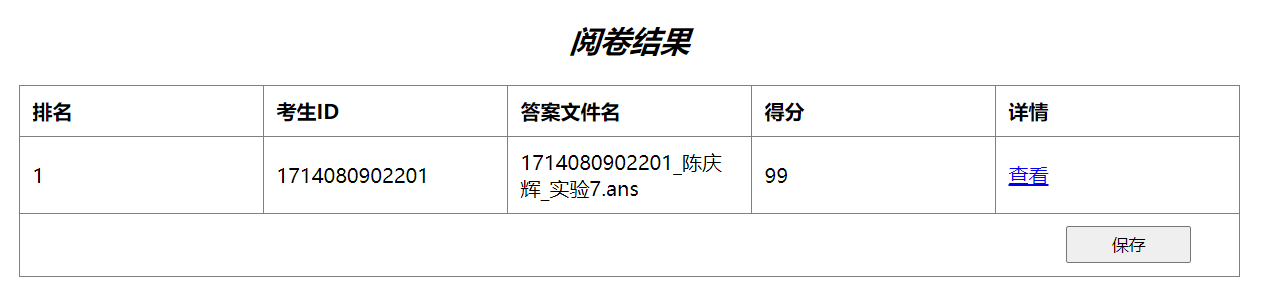 阅卷结果
排名 考生ID 答案文件名 得分 详情
1 1714080902201 1714080902201_陈庆 99 查看
辉_实验7.ans
保存